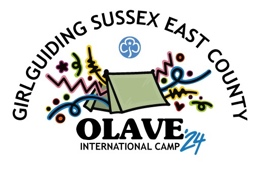 GIRLGUIDING SUSSEX EAST COUNTY
OLAVE '24
INTERNATIONAL CAMP